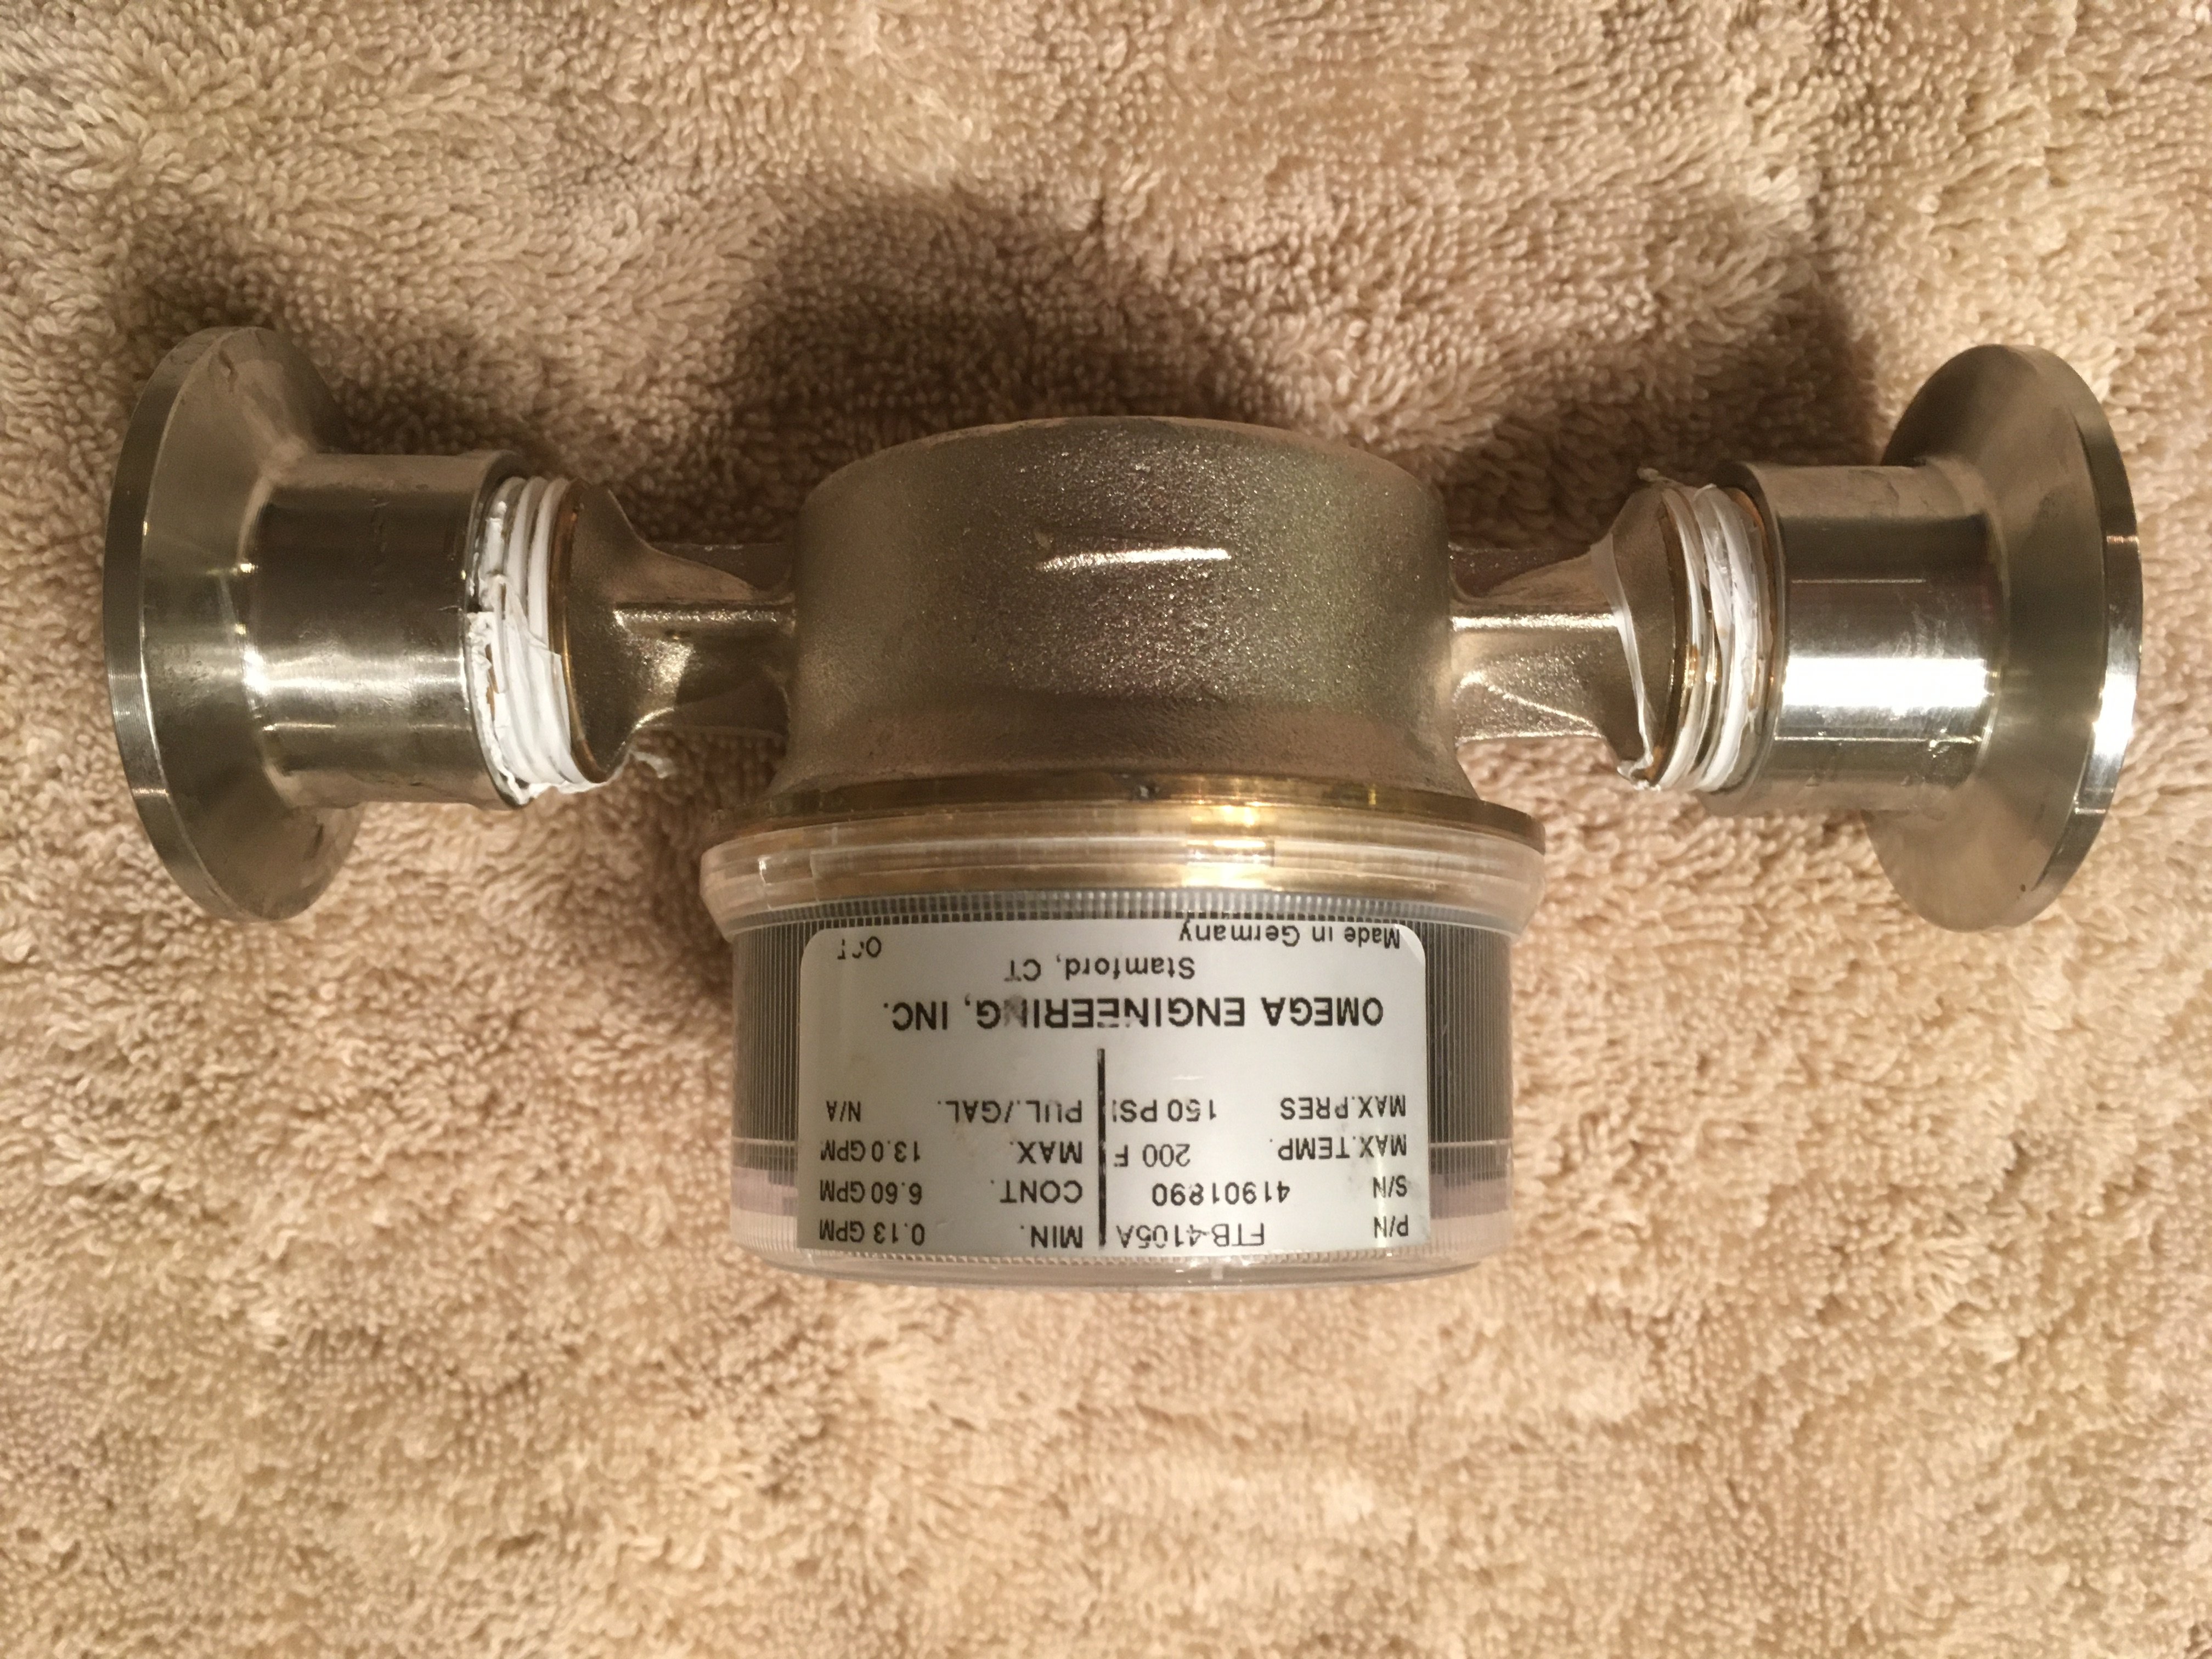 P/N FTB-4105A MIN. 0.13 GPM
S/N 41901890 CONT. 6.60 GPM
MAX.TEMP. 200 F MAX. 13.0 GPM
MAX.PRES 150 PSI PUL./GAL. N/A
OMEGA ENGINEERING, INC.
Stamford, CT
Made in Germany